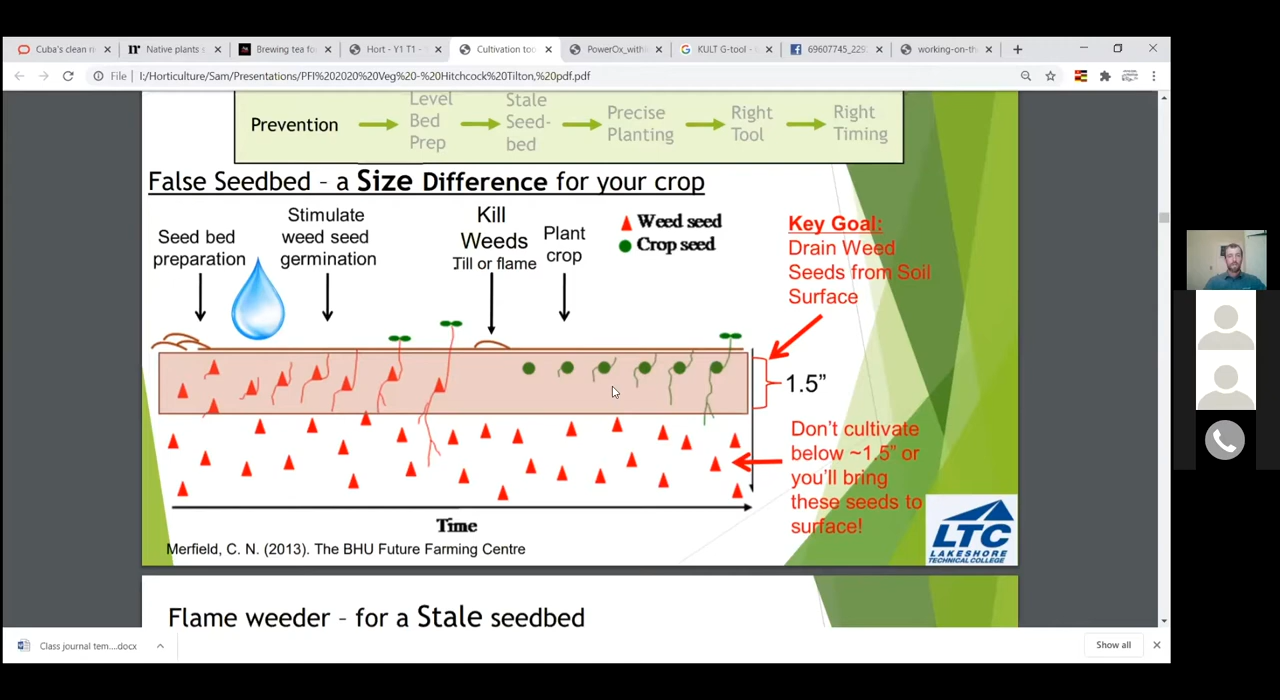 Cuba's clean n
Native plants
Brewing tea fo
Hort - Y1 T1 -
Cultivation too
PowerOx_with
KULT G-tool -
69607745_229
working-on-th
File
I:/Horticulture/Sam/Presentations/PFI%202020%20Veg%20-%20Hitchcock%20Tilton,%20pdf.pdf
Prevention
Level
Bed
Prep
Stale
Seed-
bed
Precise
Planting
Right
Tool
Right
Timing
False Seedbed – a Size Difference for your crop
Seed bed
preparation
Stimulate
weed seed
germination
Kill
Weeds
Till or flame
Plant
crop
Weed seed
Crop seed
Key Goal:
Drain Weed
Seeds from Soil
Surface
1.5”
Don’t cultivate
below ~1.5” or
you’ll bring
these seeds to
surface!
Time
Merfield, C. N. (2013). The BHU Future Farming Centre
LTC
LAKESHORE
TECHNICAL COLLEGE
Flame weeder – for a Stale seedbed
Class journal tem....docx
Show all